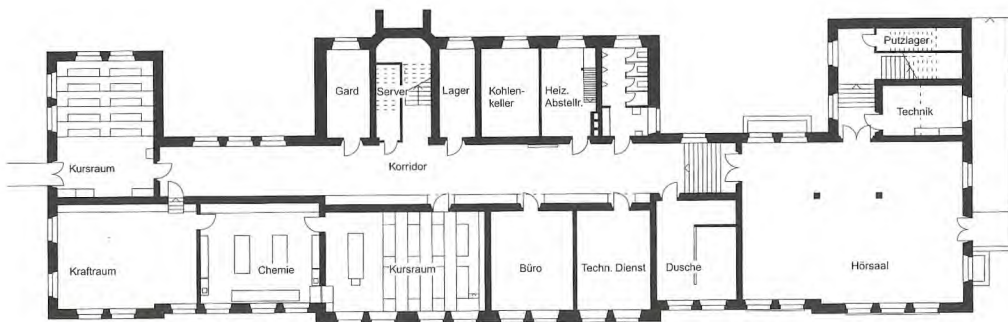 Putzlager
Gard
Server
Lager
Kohlen-
keller
Heiz.
Abstellr.
Technik
Kursraum
Korridor
Kraftraum
Chemie
Kursraum
Büro
Techn. Dienst
Dusche
Hörsaal